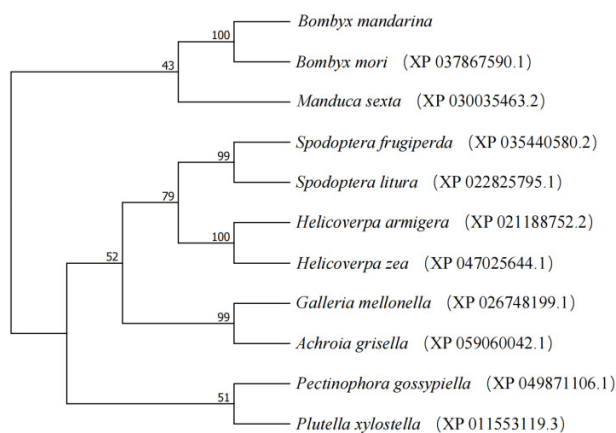 Bombyx mandarina
100
Bombyx mori （XP 037867590.1）
43
Manduca sexta （XP 030035463.2）
Spodoptera frugiperda （XP 035440580.2）
99
Spodoptera litura （XP 022825795.1）
79
Helicoverpa armigera （XP 021188752.2）
100
Helicoverpa zea （XP 047025644.1）
52
Galleria mellonella （XP 026748199.1）
99
Achroia grisella （XP 059060042.1）
Pectinophora gossypiella （XP 049871106.1）
51
Plutella xylostella （XP 011553119.3）